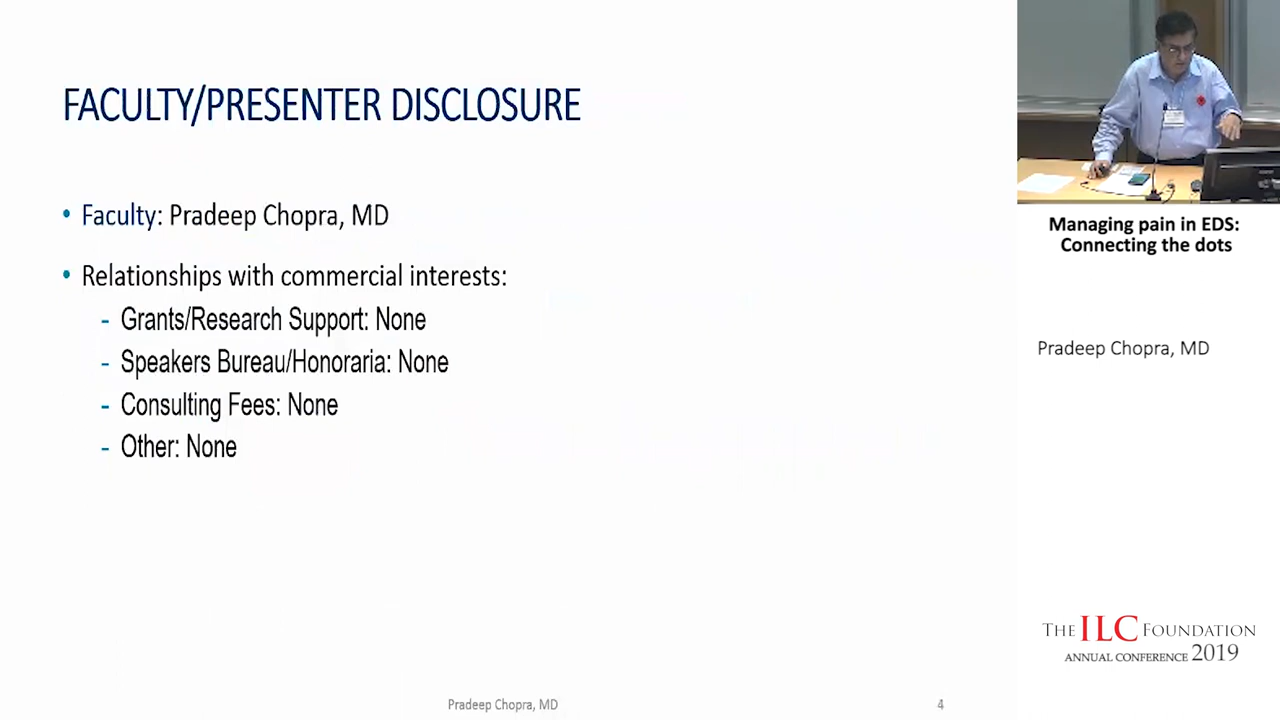 FACULTY/PRESENTER DISCLOSURE
• Faculty: Pradeep Chopra, MD
• Relationships with commercial interests:
- Grants/Research Support: None
- Speakers Bureau/Honoraria: None
- Consulting Fees: None
- Other: None
Pradeep Chopra, MD
4
Managing pain in EDS:
Connecting the dots
Pradeep Chopra, MD
THE ILC FOUNDATION
ANNUAL CONFERENCE 2019